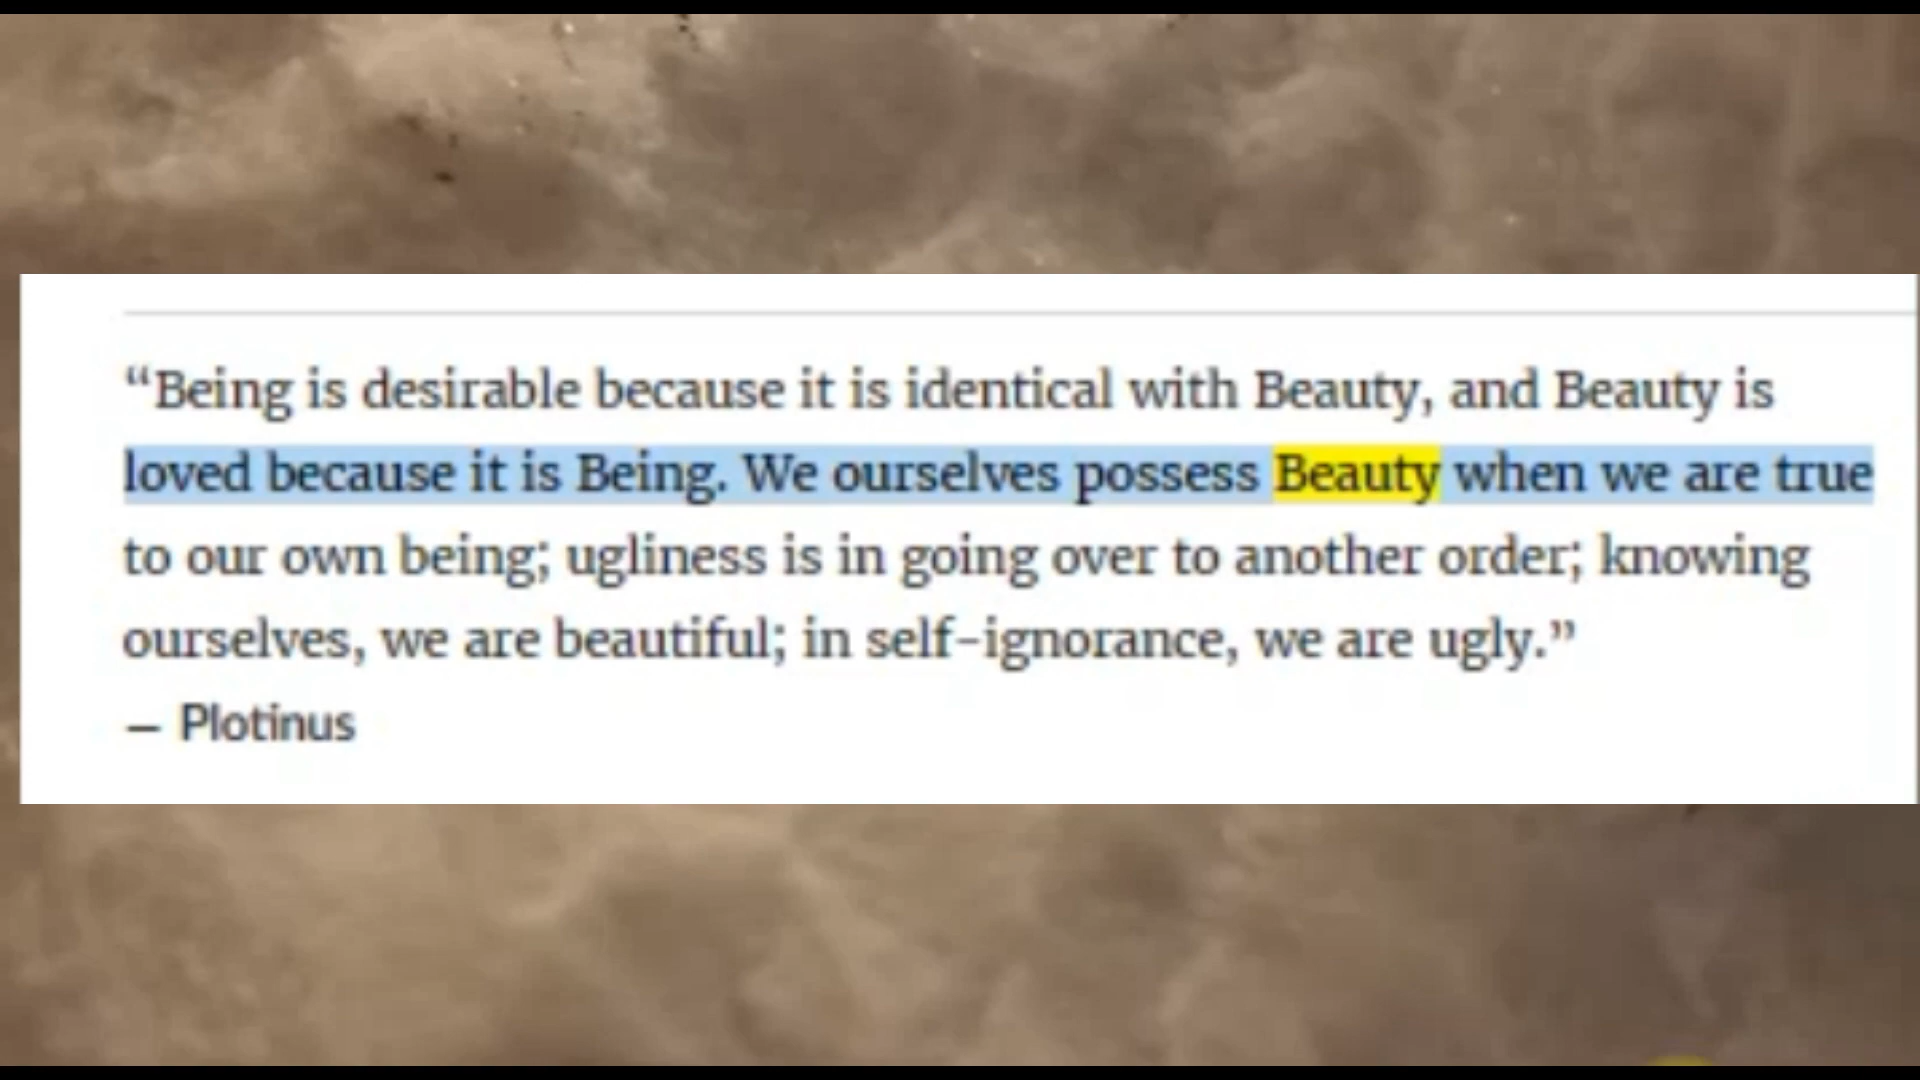 “Being is desirable because it is identical with Beauty, and Beauty is
loved because it is Being. We ourselves possess Beauty when we are true
to our own being; ugliness is in going over to another order; knowing
ourselves, we are beautiful; in self-ignorance, we are ugly.”
— Plotinus